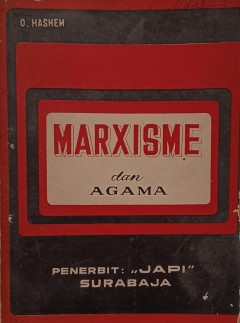 O. HASHEM
MARXISME
dan
AGAMA
PENERBIT: „JAPI"
SURABAJA